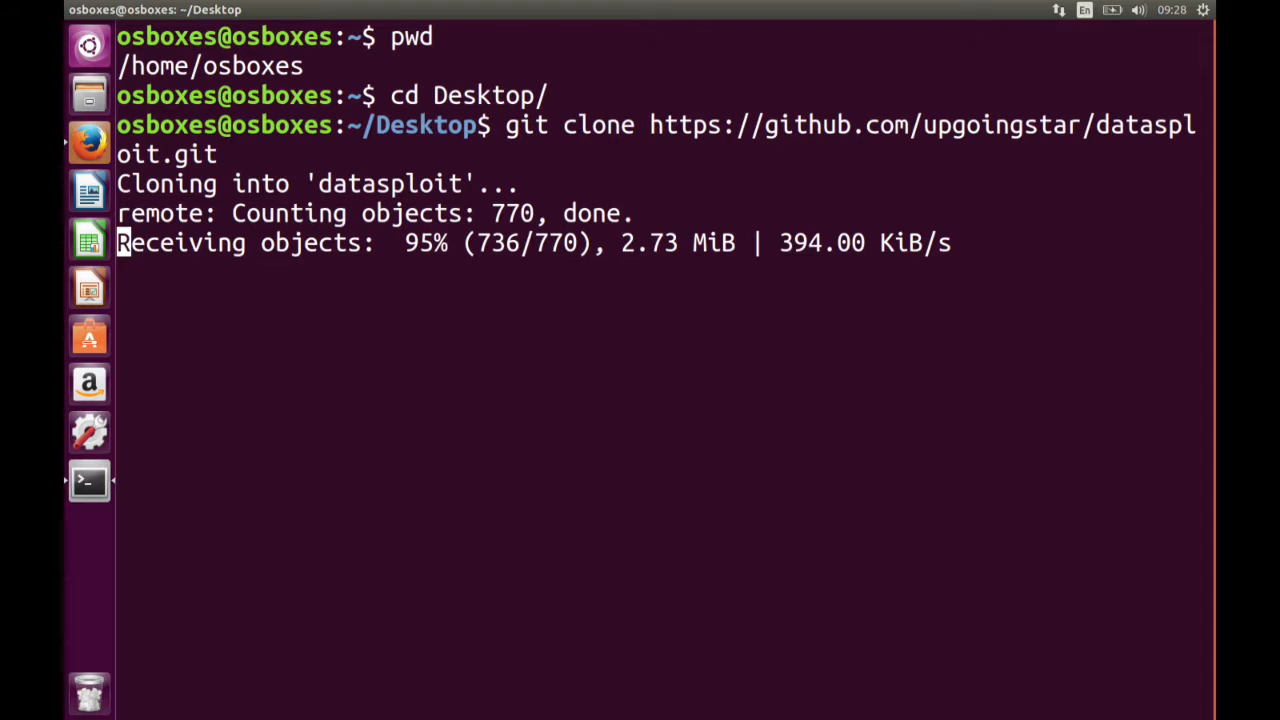 osboxes@osboxes: ~/Desktop
En
09:28
osboxes@osboxes:~$ pwd
/home/osboxes
osboxes@osboxes:~$ cd Desktop/
osboxes@osboxes:~/Desktop$ git clone https://github.com/upgoingstar/dataspl
oit.git
Cloning into 'datasploit'...
remote: Counting objects: 770, done.
Receiving objects:  95% (736/770), 2.73 MiB | 394.00 KiB/s